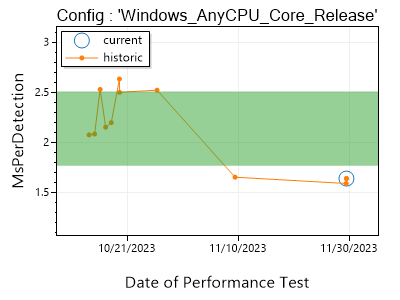 Config : 'Windows_AnyCPU_Core_Release'
current
historic
3
2.5
2
1.5
MsPerDetection
10/21/2023
11/10/2023
11/30/2023
Date of Performance Test